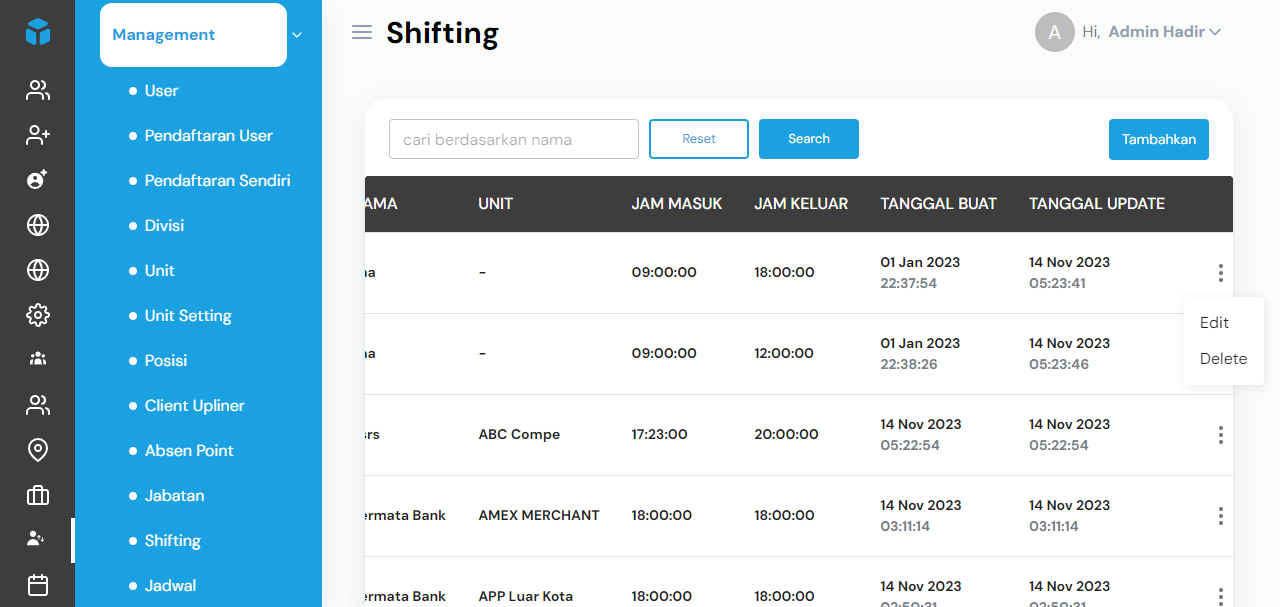 Management
User
Pendaftaran User
Pendaftaran Sendiri
Divisi
Unit
Unit Setting
Posisi
Client Upliner
Absen Point
Jabatan
Shifting
Jadwal
Shifting
A Hi, Admin Hadir
cari berdasarkan nama Reset Search Tambahkan
AMA UNIT JAM MASUK JAM KELUAR TANGGAL BUAT TANGGAL UPDATE
- 09:00:00 18:00:00 01 Jan 2023 14 Nov 2023
22:37:54 05:23:41
Edit
Delete
- 09:00:00 12:00:00 01 Jan 2023 14 Nov 2023
22:38:26 05:23:46
ABC Compe 17:23:00 20:00:00 14 Nov 2023 14 Nov 2023
05:22:54 05:22:54
ermata Bank AMEX MERCHANT 18:00:00 18:00:00 14 Nov 2023 14 Nov 2023
03:11:14 03:11:14
ermata Bank APP Luar Kota 18:00:00 18:00:00 14 Nov 2023 14 Nov 2023
02:50:31 02:50:31